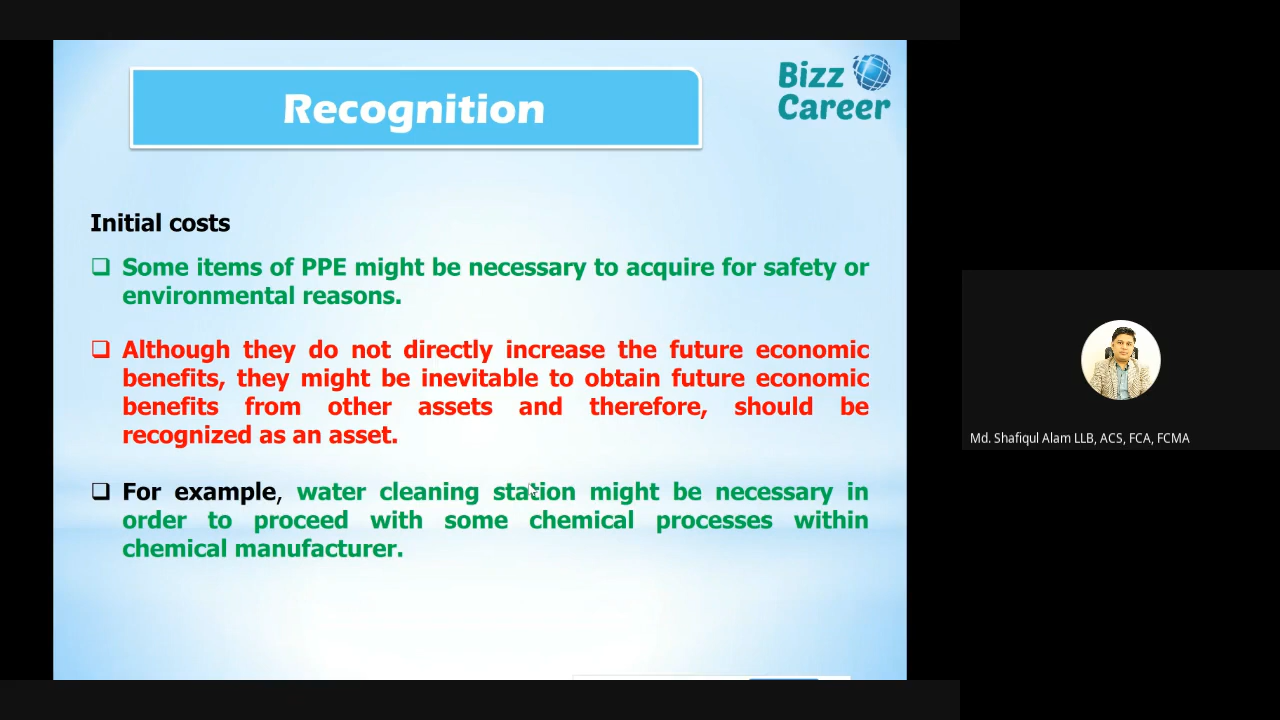 Recognition
Bizz
Career
Initial costs
❑ Some items of PPE might be necessary to acquire for safety or
environmental reasons.
❑ Although they do not directly increase the future economic
benefits, they might be inevitable to obtain future economic
benefits from other assets and therefore, should be
recognized as an asset.
❑ For example, water cleaning station might be necessary in
order to proceed with some chemical processes within
chemical manufacturer.
Md. Shafiqul Alam LLB, ACS, FCA, FCMA